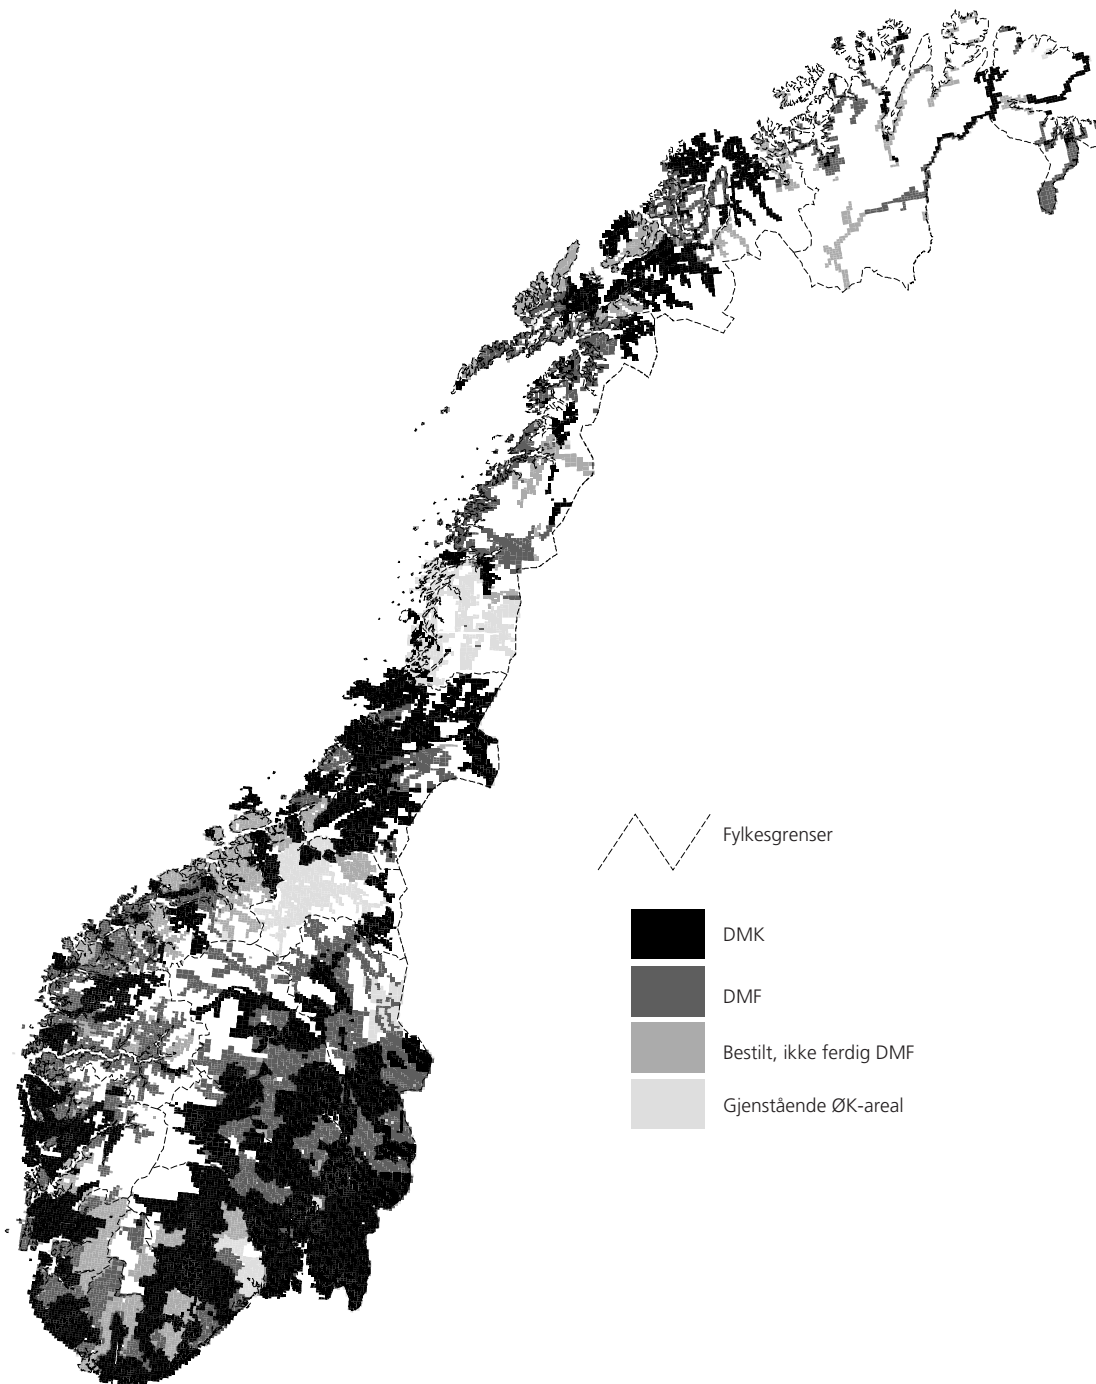 Fylkesgrenser
DMK
DMF
Bestilt, ikke ferdig DMF
Gjenstående ØK-areal